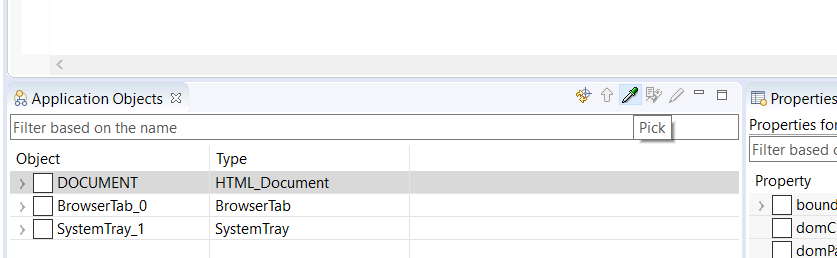 Application Objects
Properties
Filter based on the name
Pick
Properties for
Filter based
Object Type
Property
DOCUMENT HTML_Document
BrowserTab_0 BrowserTab
SystemTray_1 SystemTray
bound
domC
domPa